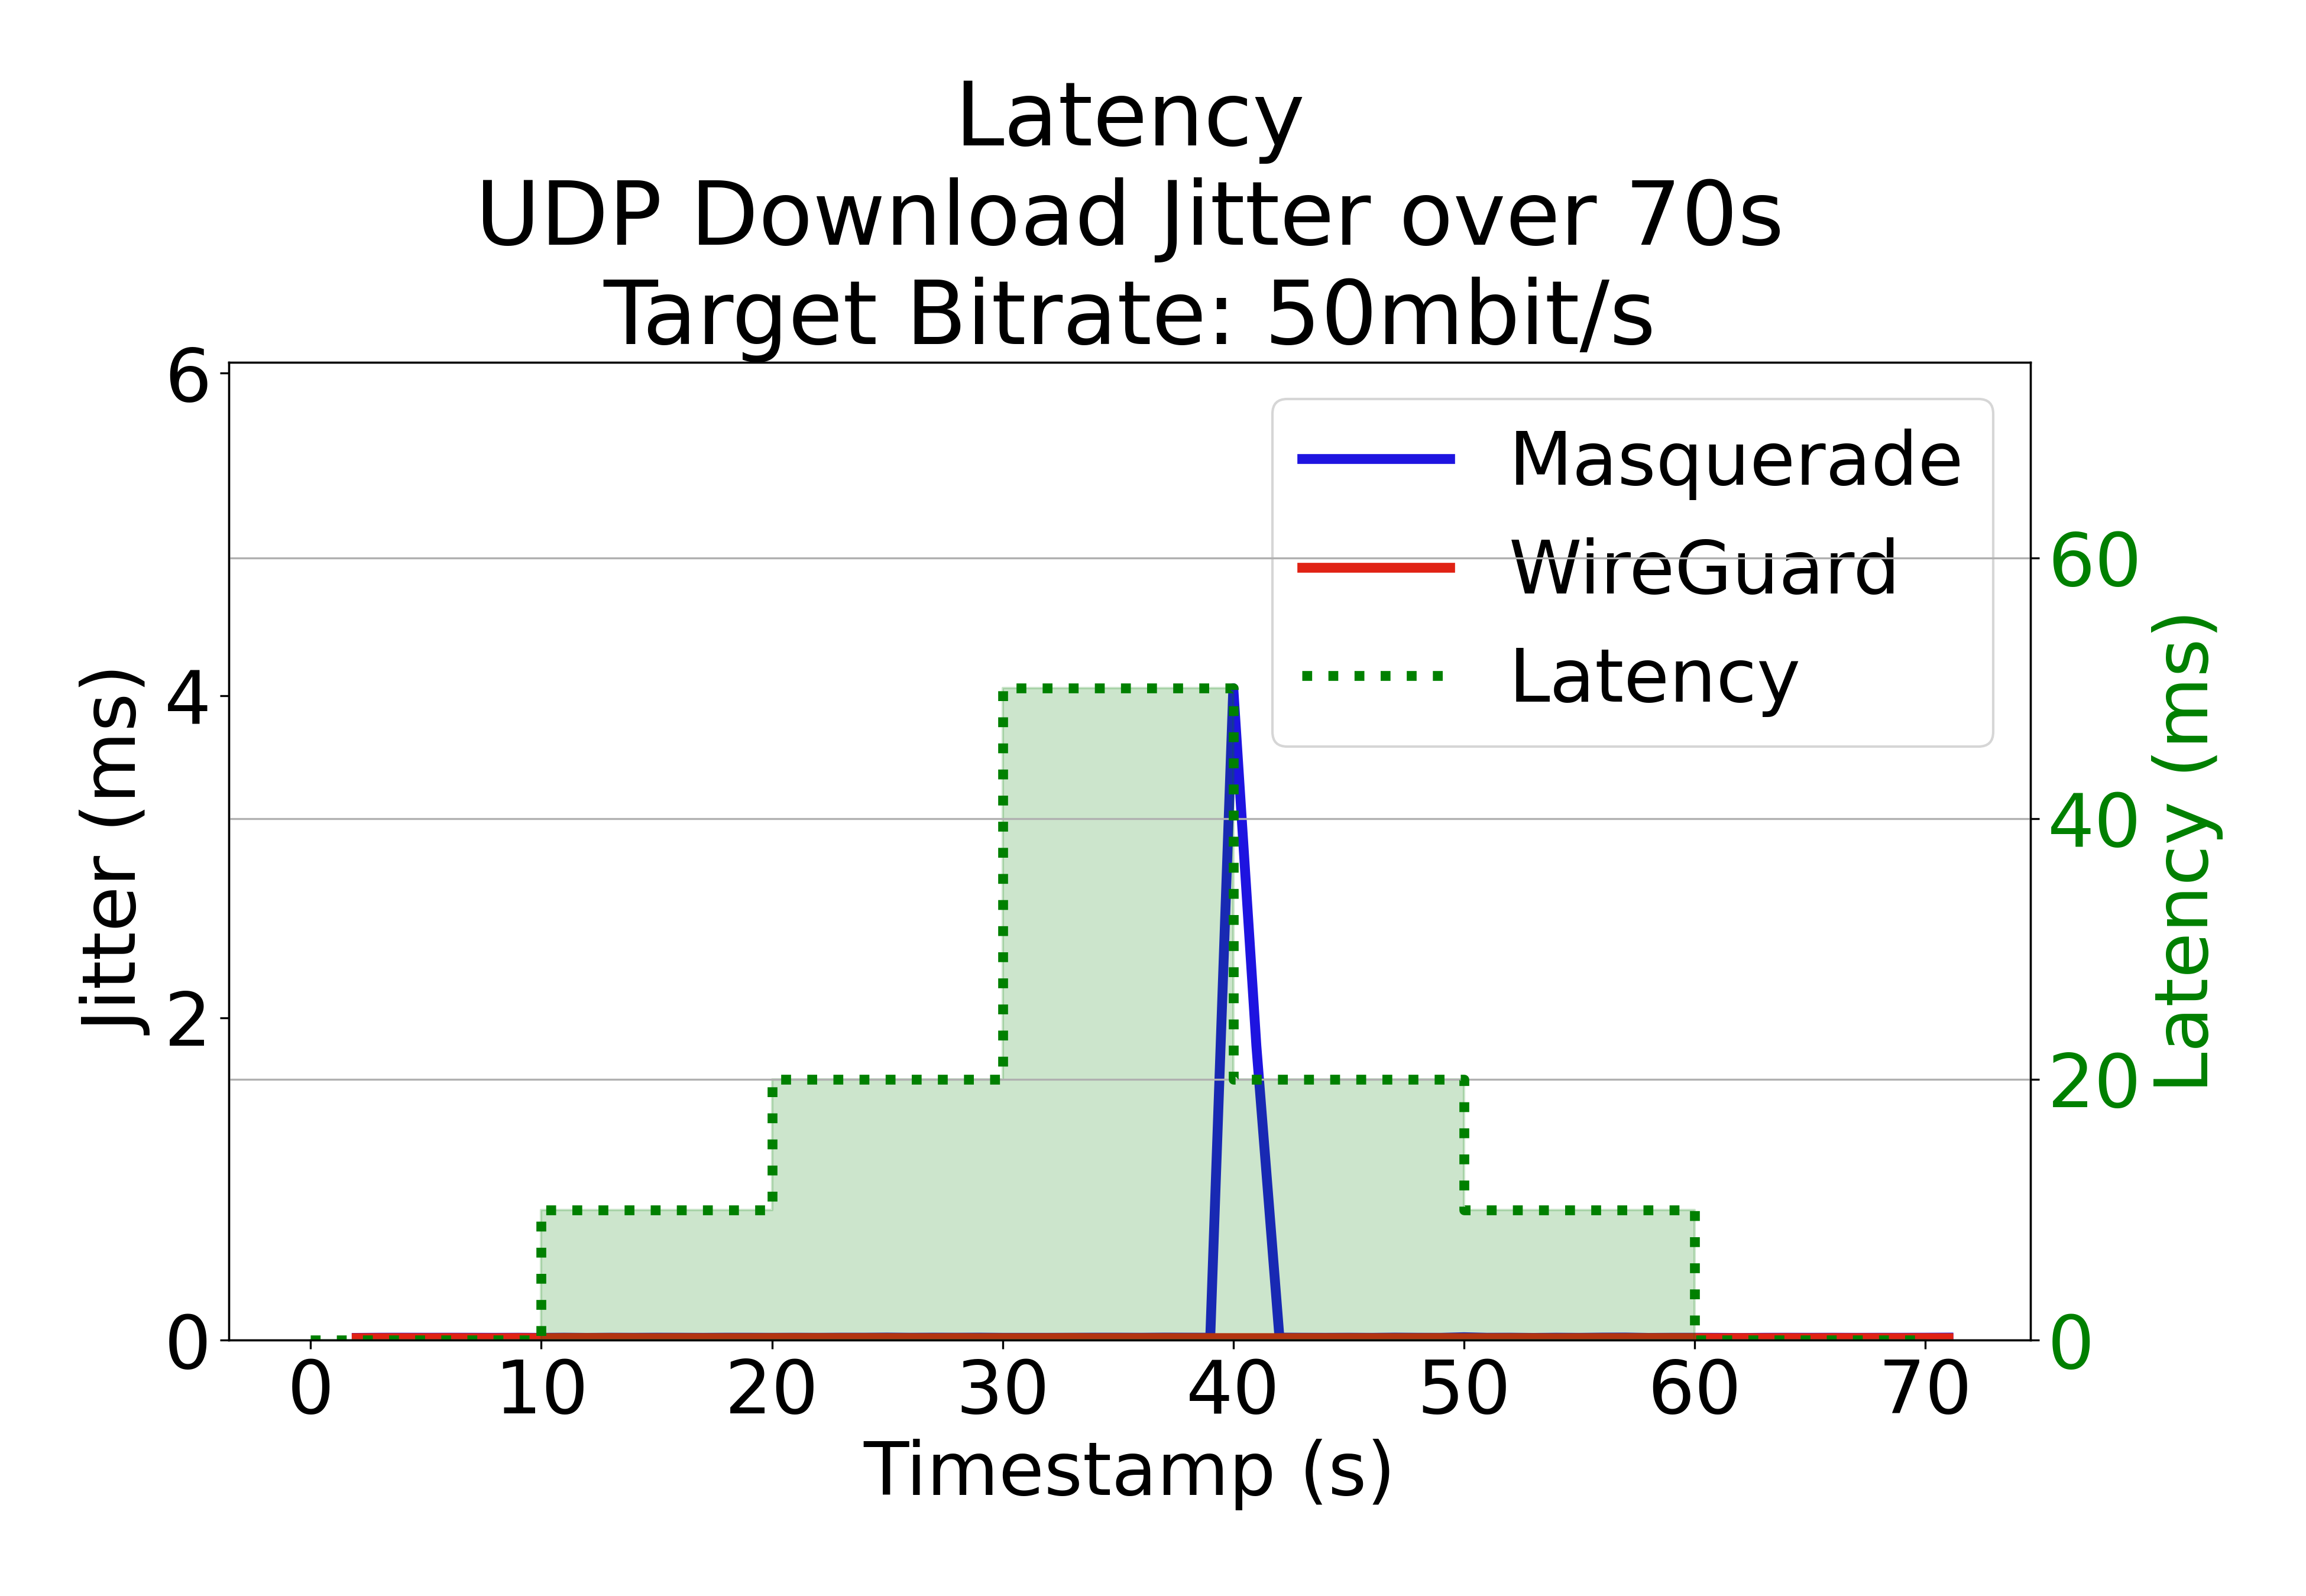 Latency
UDP Download Jitter over 70s
Target Bitrate: 50mbit/s
6
4
2
0
Jitter (ms)
Masquerade
WireGuard
Latency
60
40
20
0
Latency (ms)
0 10 20 30 40 50 60 70
Timestamp (s)